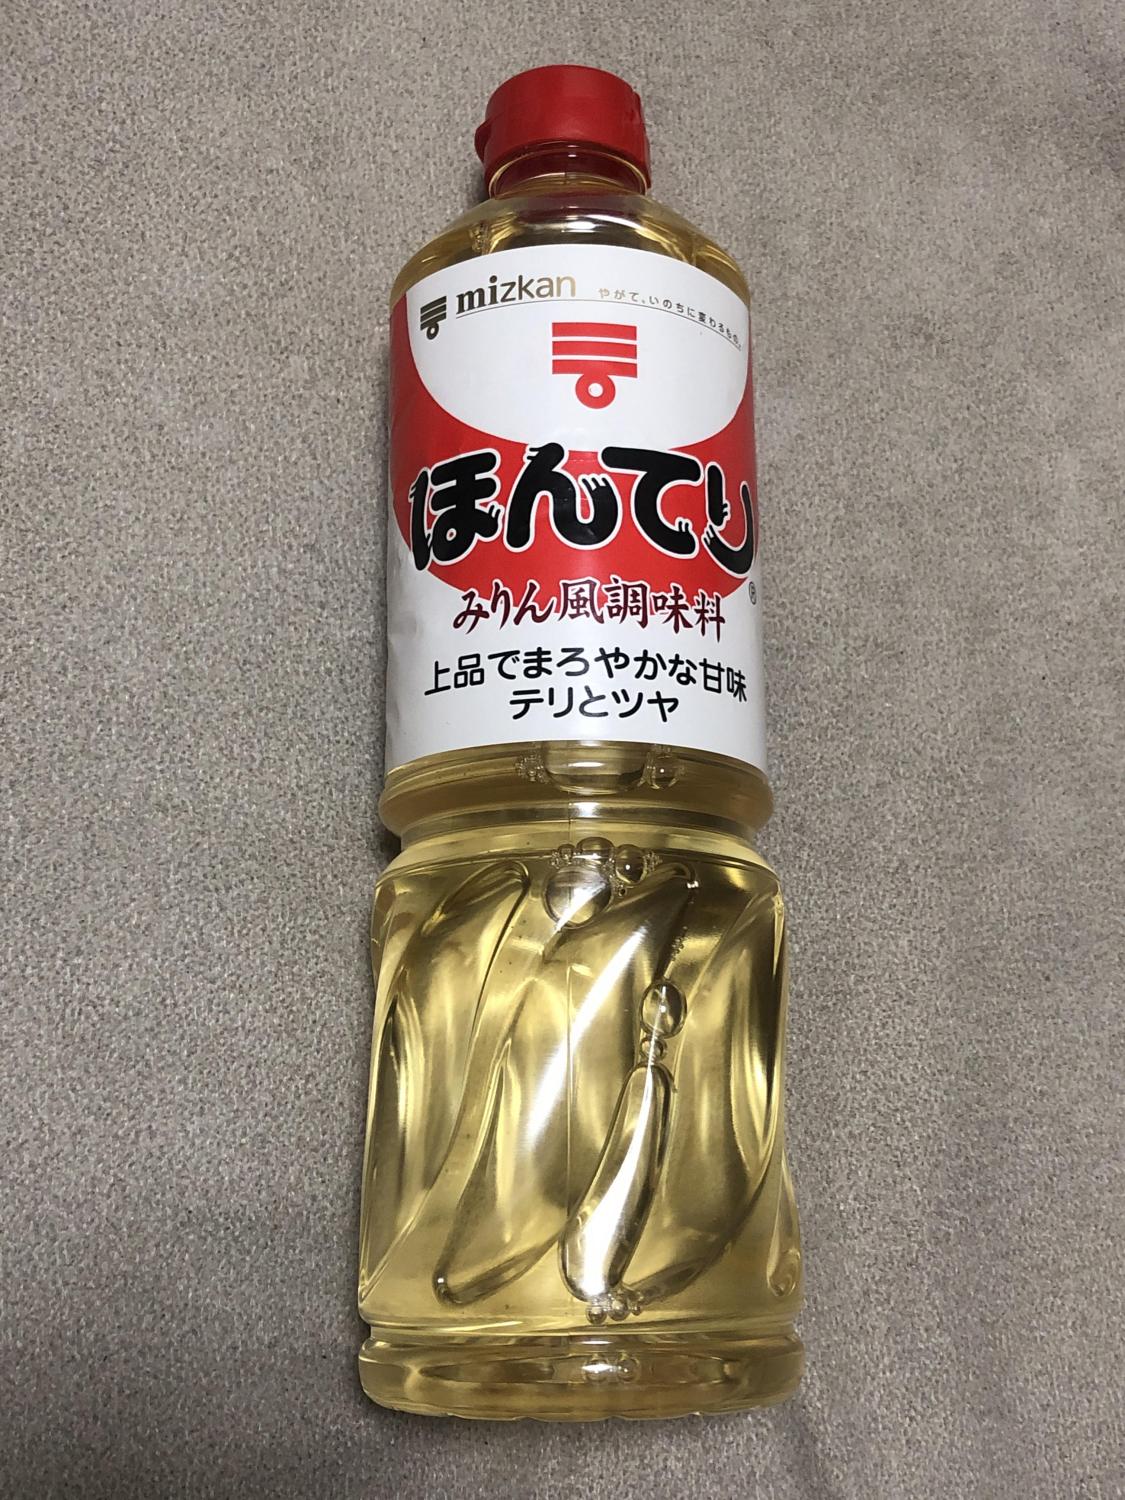 mizkan やがて、いのちに変わるもの。
ほんてり®
みりん風調味料
上品でまろやかな甘味
テリとツヤ